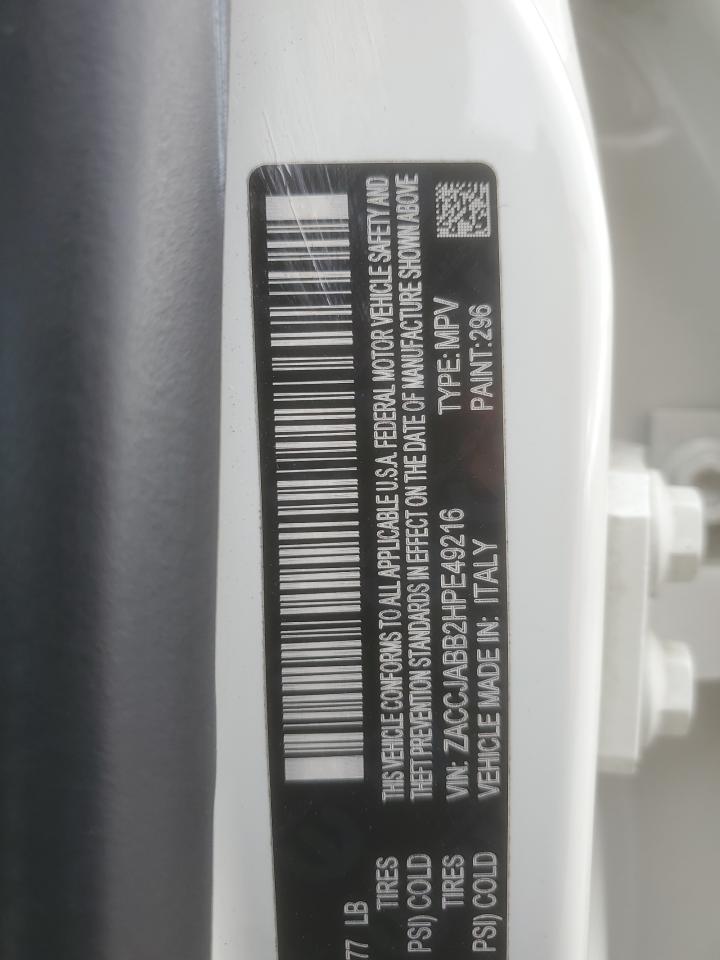 77 LB
TIRES
PSI) COLD
TIRES
PSI) COLD
THIS VEHICLE CONFORMS TO ALL APPLICABLE U.S.A. FEDERAL MOTOR VEHICLE SAFETY AND
THEFT PREVENTION STANDARDS IN EFFECT ON THE DATE OF MANUFACTURE SHOWN ABOVE
VIN: ZACCJABB2HPE49216 TYPE: MPV
VEHICLE MADE IN: ITALY PAINT: 296